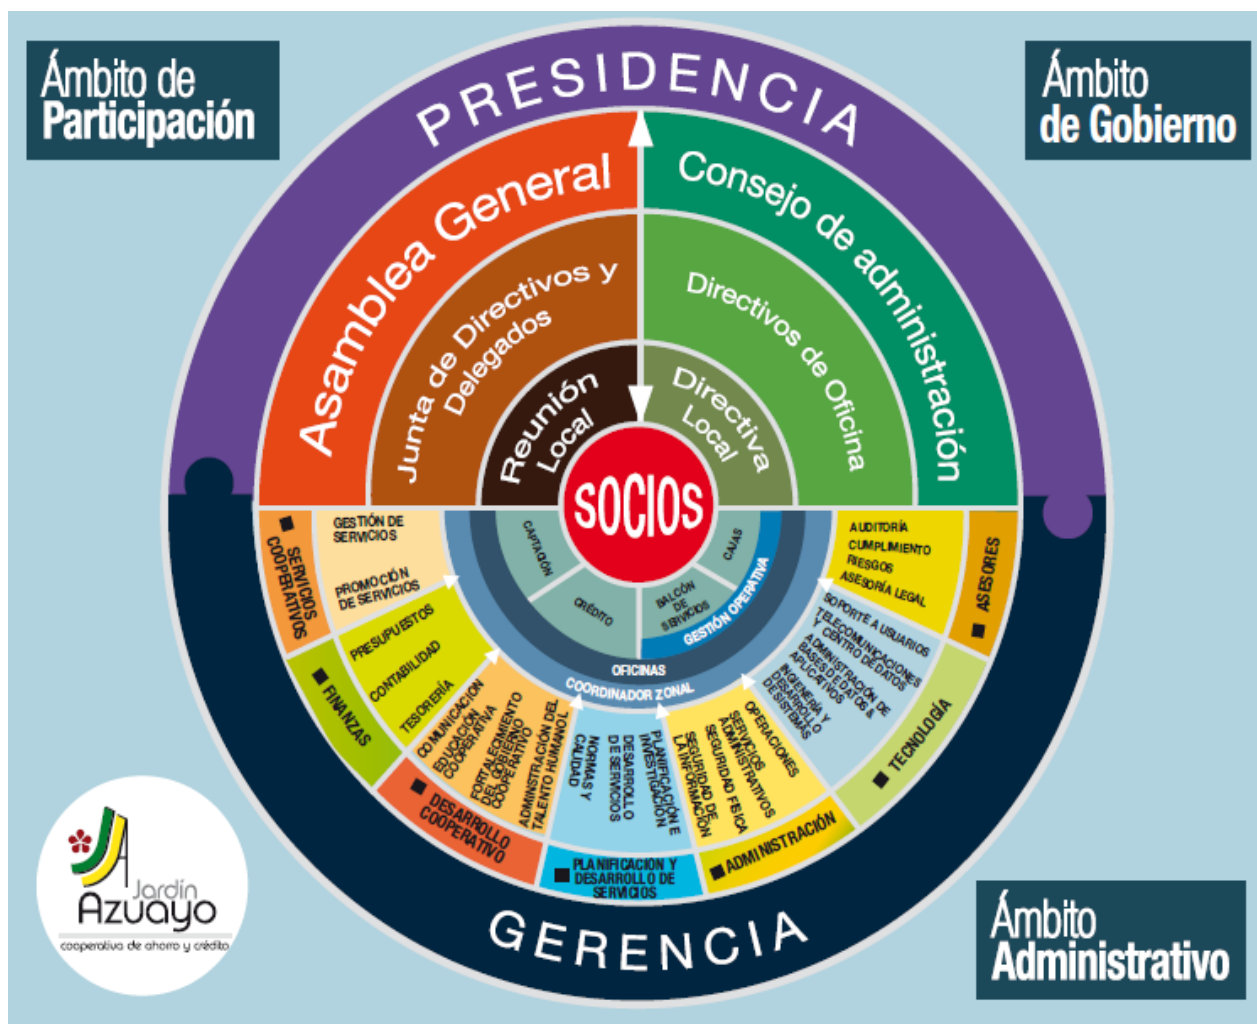 Ámbito de
Participación
Ámbito
de Gobierno
PRESIDENCIA
Asamblea General
Consejo de administración
Junta de Directivos y
Delegados
Directivos de Oficina
Reunión
Local
Directiva
Local
SOCIOS
CAPTACIÓN
CRÉDITO
BALCÓN
DE
SERVICIOS
CAJAS
GESTIÓN OPERATIVA
OFICINAS
COORDINADOR ZONAL
SERVICIOS
COOPERATIVOS
GESTIÓN DE
SERVICIOS
PROMOCIÓN
DE SERVICIOS
FINANZAS
PRESUPUESTOS
CONTABILIDAD
TESORERÍA
DESARROLLO
COOPERATIVO
COMUNICACION
EDUCACIÓN
COOPERATIVA
FORTALECIMIENTO
DEL GOBIERNO
COOPERATIVO
ADMINISTRACIÓN DEL
TALENTO HUMANOL
PLANIFICACIÓN Y
DESARROLLO DE
SERVICIOS
NORMAS Y
CALIDAD
DESARROLLO
DE SERVICIOS
PLANIFICACIÓN E
INVESTIGACIÓN
ADMINISTRACIÓN
SEGURIDAD DE
LA INFORMACIÓN
SEGURIDAD FISICA
SERVICIOS
ADMINISTRATIVOS
OPERACIONES
TECNOLOGÍA
SOPORTE A USUARIOS
TELECOMUNICACIONES
Y CENTRO DE DATOS
ADMINISTRACIÓN DE
BASES DE DATOS &
APLICATIVOS
INGIENERÍA Y
DESARROLLO
DE SISTEMAS
ASESORES
AUDITORÍA
CUMPLIMIENTO
RIESGOS
ASESORÍA LEGAL
GERENCIA
Jardín
Azuayo
cooperativa de ahorro y crédito
Ámbito
Administrativo